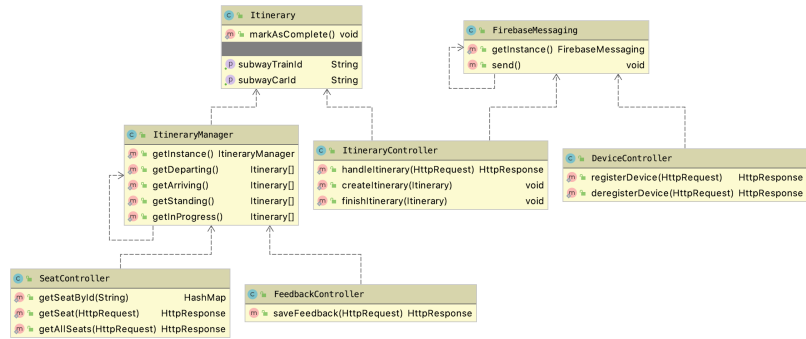 Itinerary
markAsComplete() void
subwayTrainId String
subwayCarId String
FirebaseMessaging
getInstance() FirebaseMessaging
send() void
ItineraryManager
getInstance() ItineraryManager
getDeparting() Itinerary[]
getArriving() Itinerary[]
getStanding() Itinerary[]
getInProgress() Itinerary[]
ItineraryController
handleItinerary(HttpRequest) HttpResponse
createItinerary(Itinerary) void
finishItinerary(Itinerary) void
DeviceController
registerDevice(HttpRequest) HttpResponse
deregisterDevice(HttpRequest) HttpResponse
SeatController
getSeatById(String) HashMap
getSeat(HttpRequest) HttpResponse
getAllSeats(HttpRequest) HttpResponse
FeedbackController
saveFeedback(HttpRequest) HttpResponse